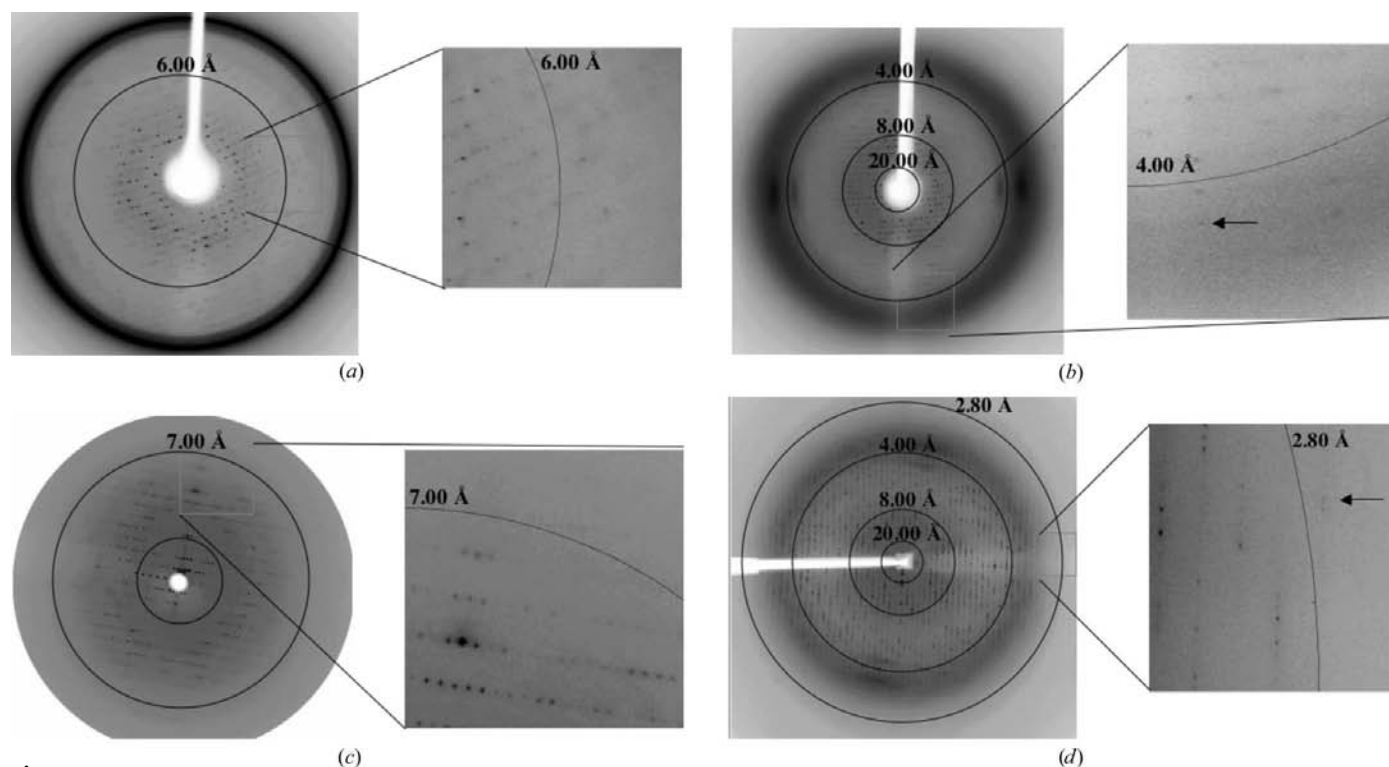 6.00 Å
6.00 Å
(a)
4.00 Å
8.00 Å
20.00 Å
4.00 Å
(b)
7.00 Å
7.00 Å
(c)
2.80 Å
4.00 Å
8.00 Å
20.00 Å
2.80 Å
(d)